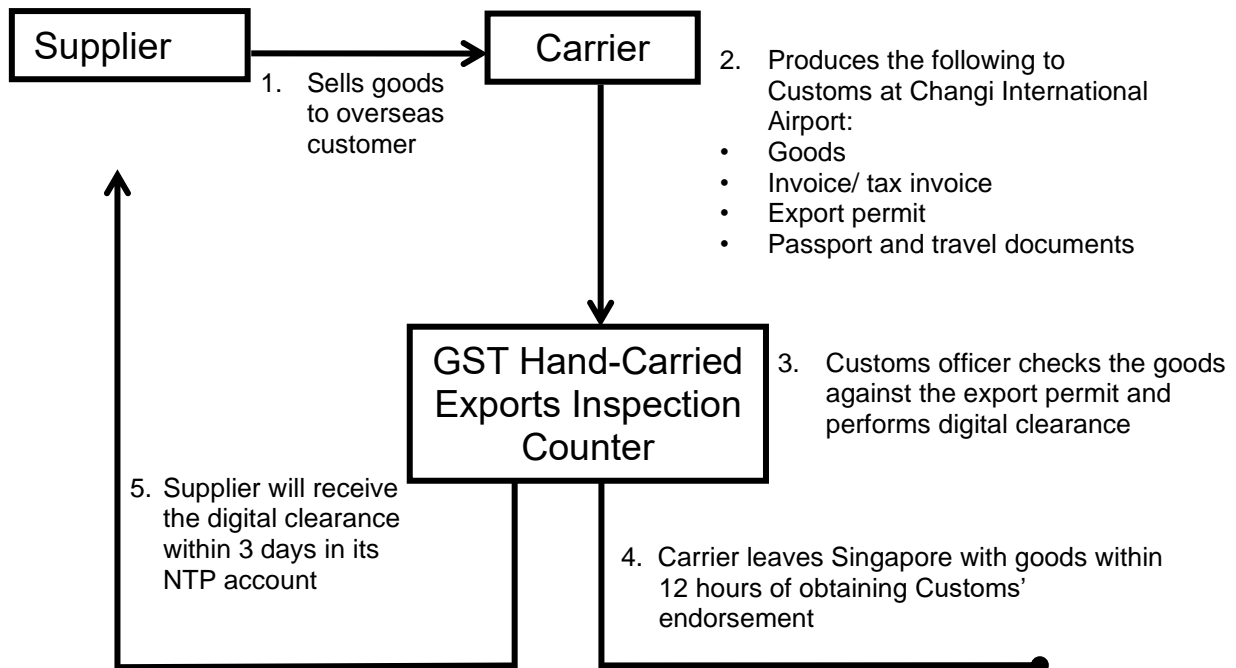 Supplier
Carrier
1. Sells goods
to overseas
customer
2. Produces the following to
Customs at Changi International
Airport:
• Goods
• Invoice/ tax invoice
• Export permit
• Passport and travel documents
GST Hand-Carried
Exports Inspection
Counter
3. Customs officer checks the goods
against the export permit and
performs digital clearance
5. Supplier will receive
the digital clearance
within 3 days in its
NTP account
4. Carrier leaves Singapore with goods within
12 hours of obtaining Customs’
endorsement